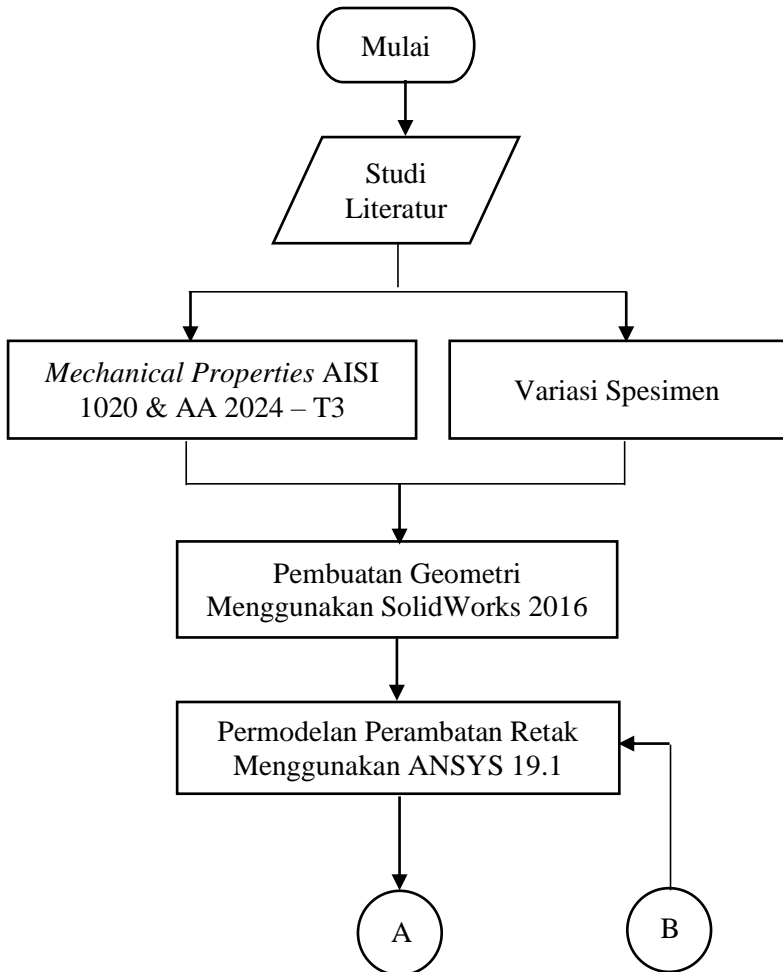 Mulai
Studi
Literatur
Mechanical Properties AISI
1020 & AA 2024 – T3
Variasi Spesimen
Pembuatan Geometri
Menggunakan SolidWorks 2016
Permodelan Perambatan Retak
Menggunakan ANSYS 19.1
A
B